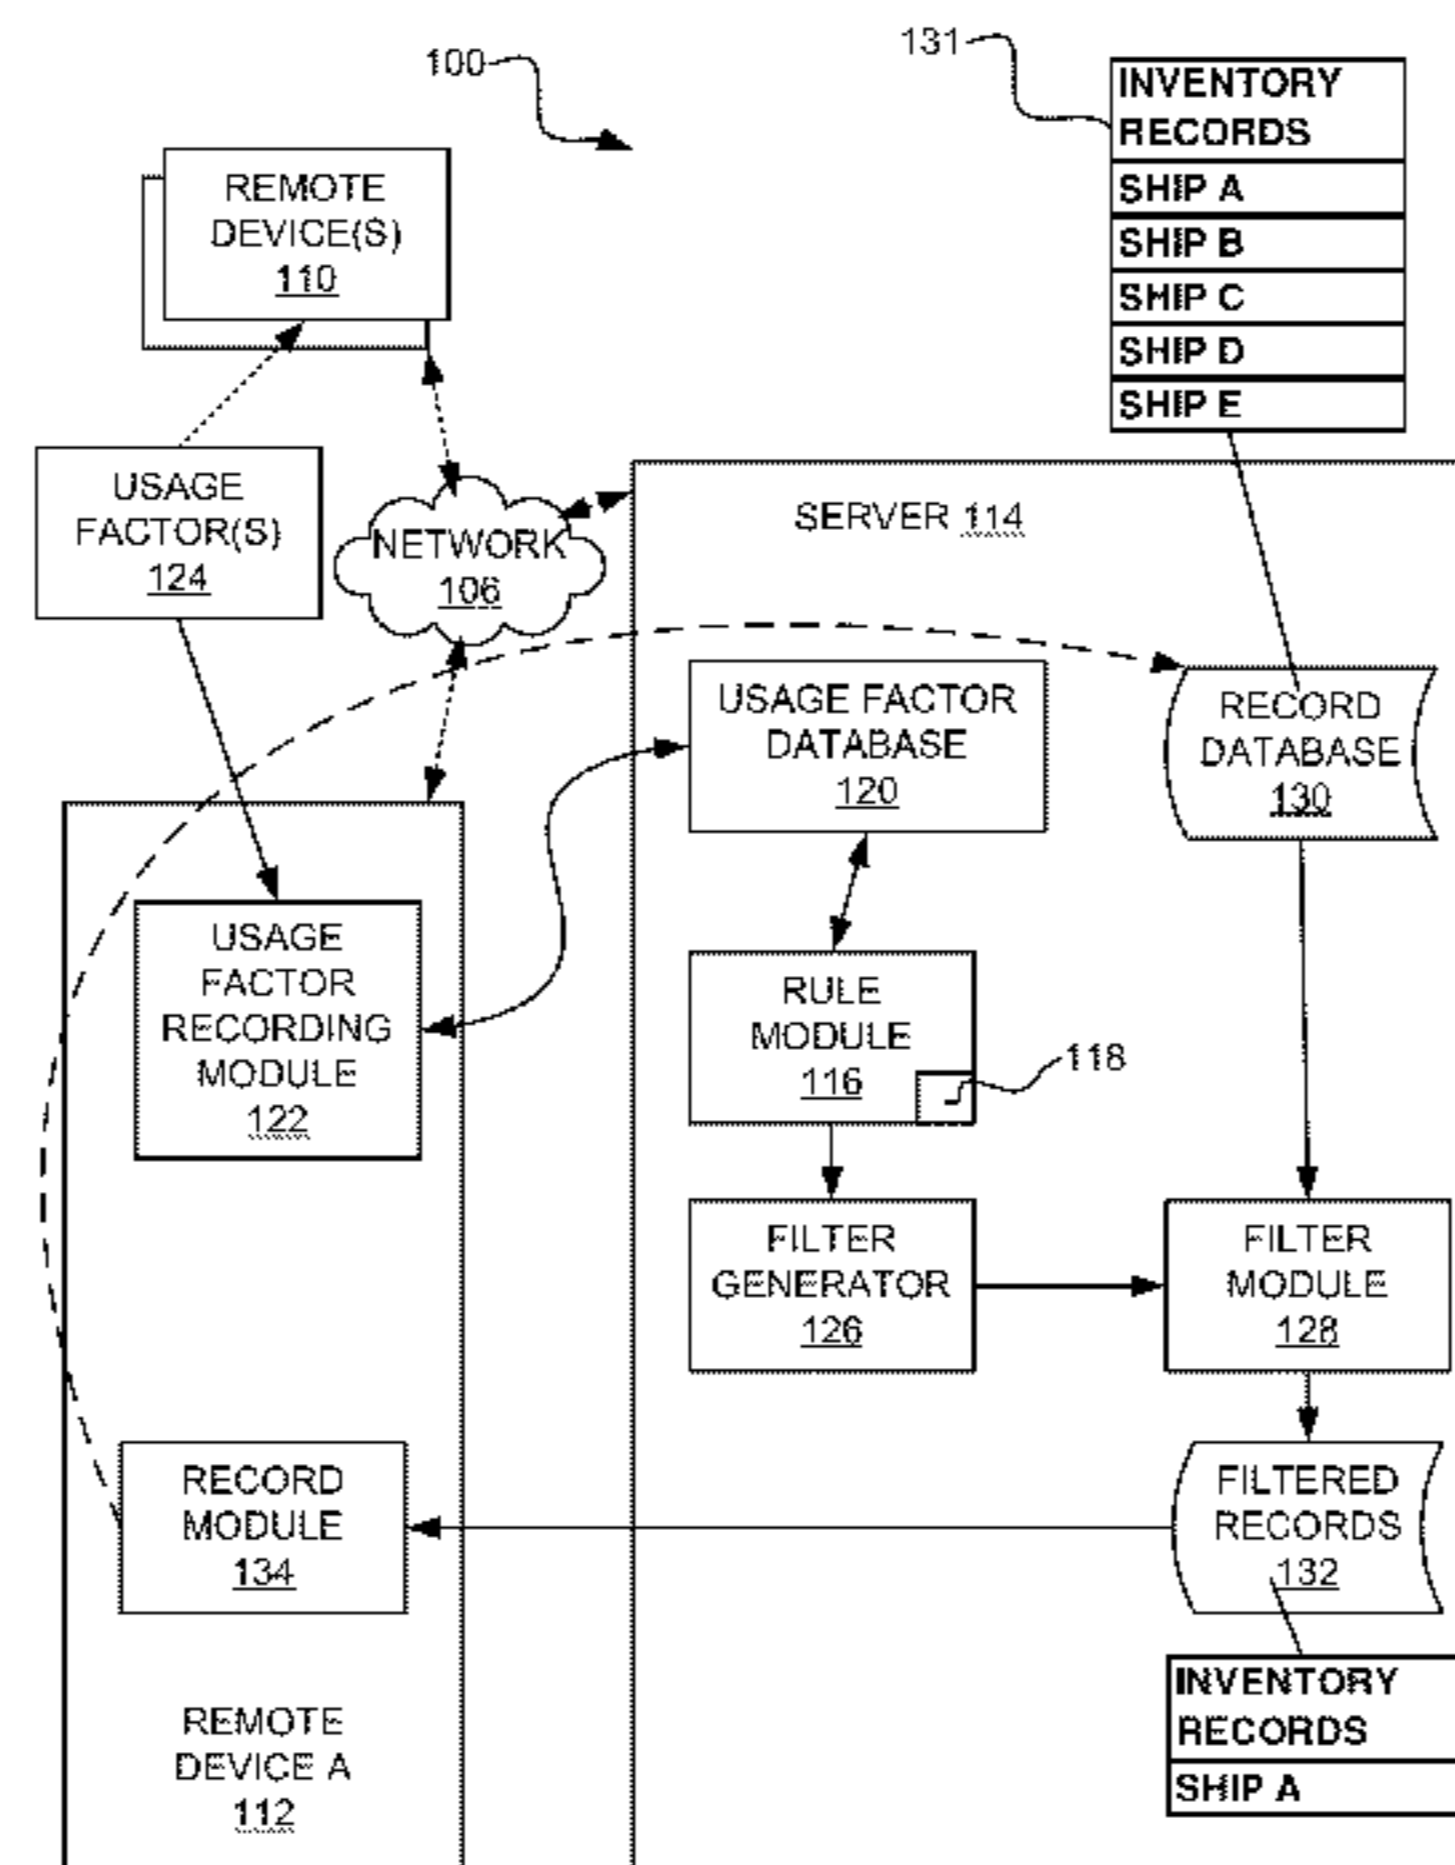 100
131
INVENTORY
RECORDS
SHIP A
SHIP B
SHIP C
SHIP D
SHIP E
REMOTE
DEVICE(S)
110
USAGE
FACTOR(S)
124
NETWORK
106
SERVER 114
USAGE FACTOR
DATABASE
120
RECORD
DATABASE
130
USAGE
FACTOR
RECORDING
MODULE
122
RULE
MODULE
116
118
FILTER
GENERATOR
126
FILTER
MODULE
128
RECORD
MODULE
134
FILTERED
RECORDS
132
REMOTE
DEVICE A
112
INVENTORY
RECORDS
SHIP A